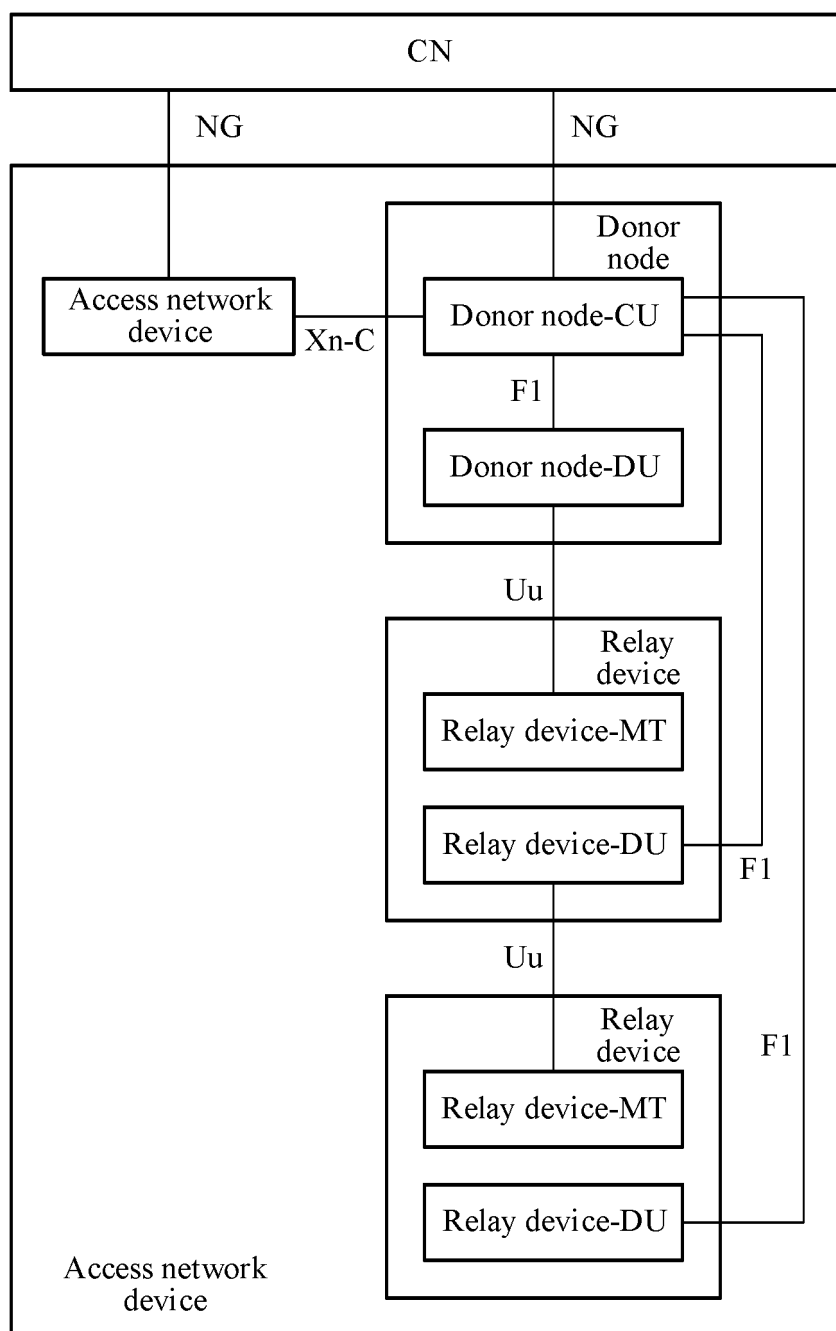 CN
NG
NG
Donor
node
Access network
device
Xn-C
Donor node-CU
F1
Donor node-DU
Uu
Relay
device
Relay device-MT
Relay device-DU
F1
Uu
Relay
device
F1
Relay device-MT
Relay device-DU
Access network
device